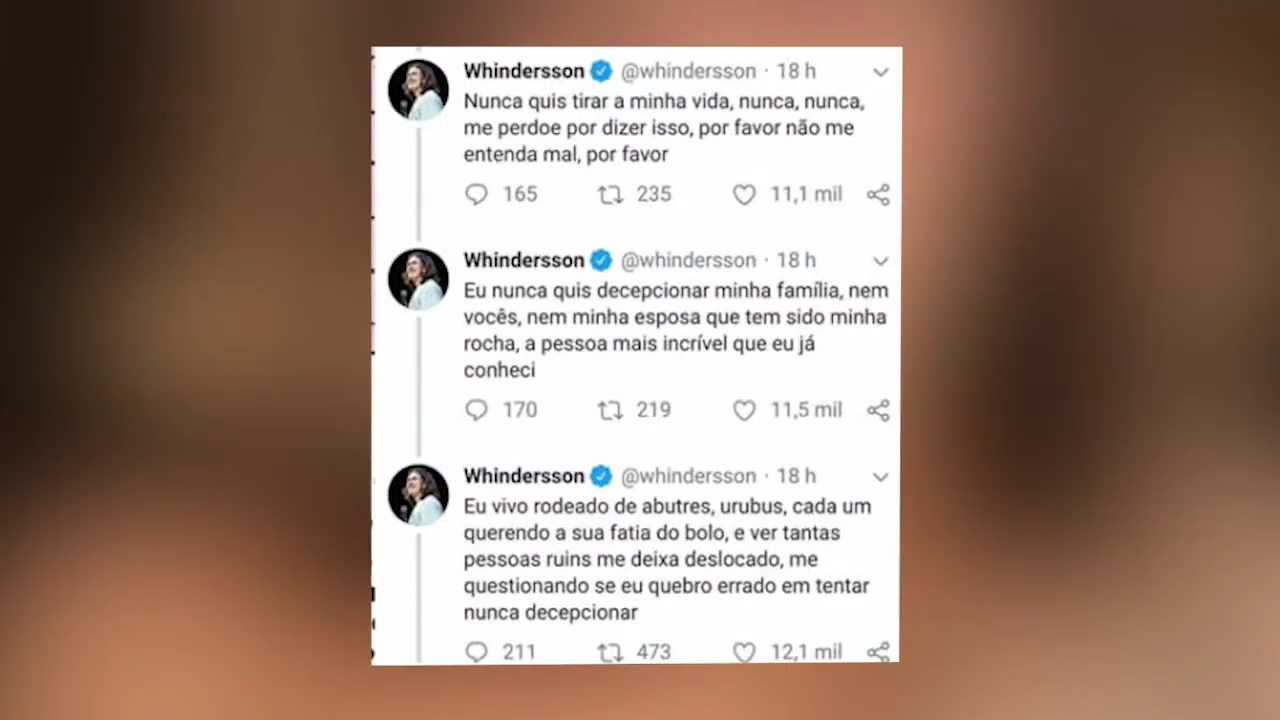 Whindersson @whindersson · 18 h
Nunca quis tirar a minha vida, nunca, nunca,
me perdoe por dizer isso, por favor não me
entenda mal, por favor
165 235 11,1 mil
Whindersson @whindersson · 18 h
Eu nunca quis decepcionar minha família, nem
vocês, nem minha esposa que tem sido minha
rocha, a pessoa mais incrível que eu já
conheci
170 219 11,5 mil
Whindersson @whindersson · 18 h
Eu vivo rodeado de abutres, urubus, cada um
querendo a sua fatia do bolo, e ver tantas
pessoas ruins me deixa deslocado, me
questionando se eu quebro errado em tentar
nunca decepcionar
211 473 12,1 mil